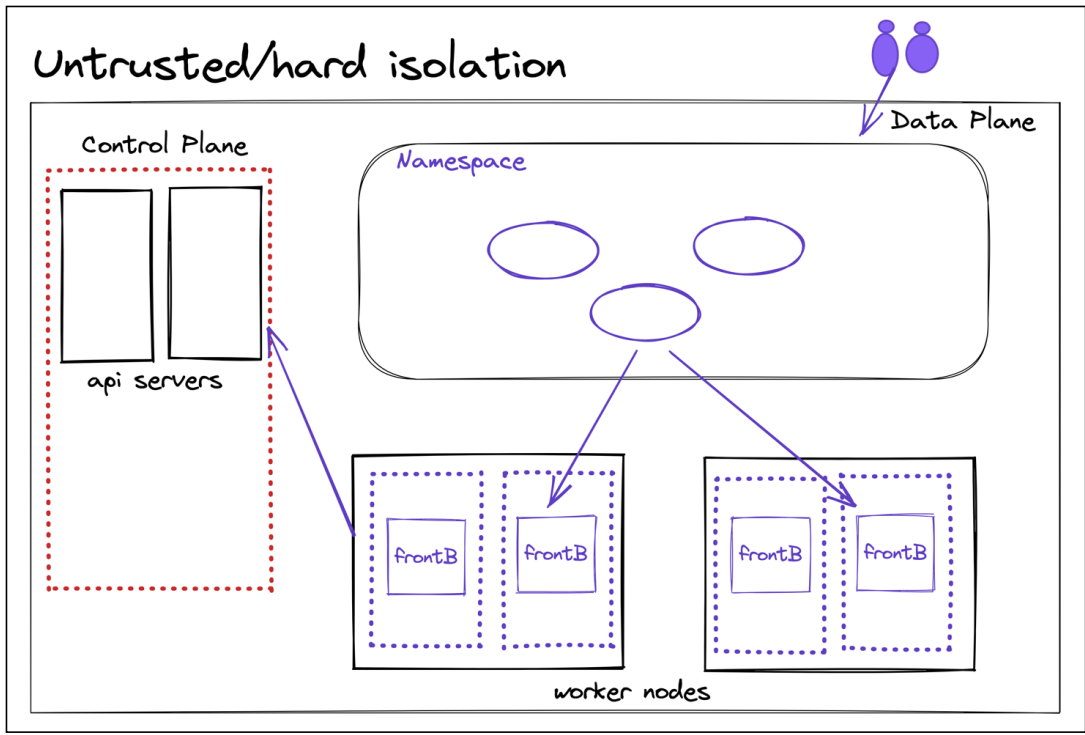 Untrusted/hard isolation
Data Plane
Control Plane
Namespace
api servers
frontB
frontB
frontB
frontB
worker nodes